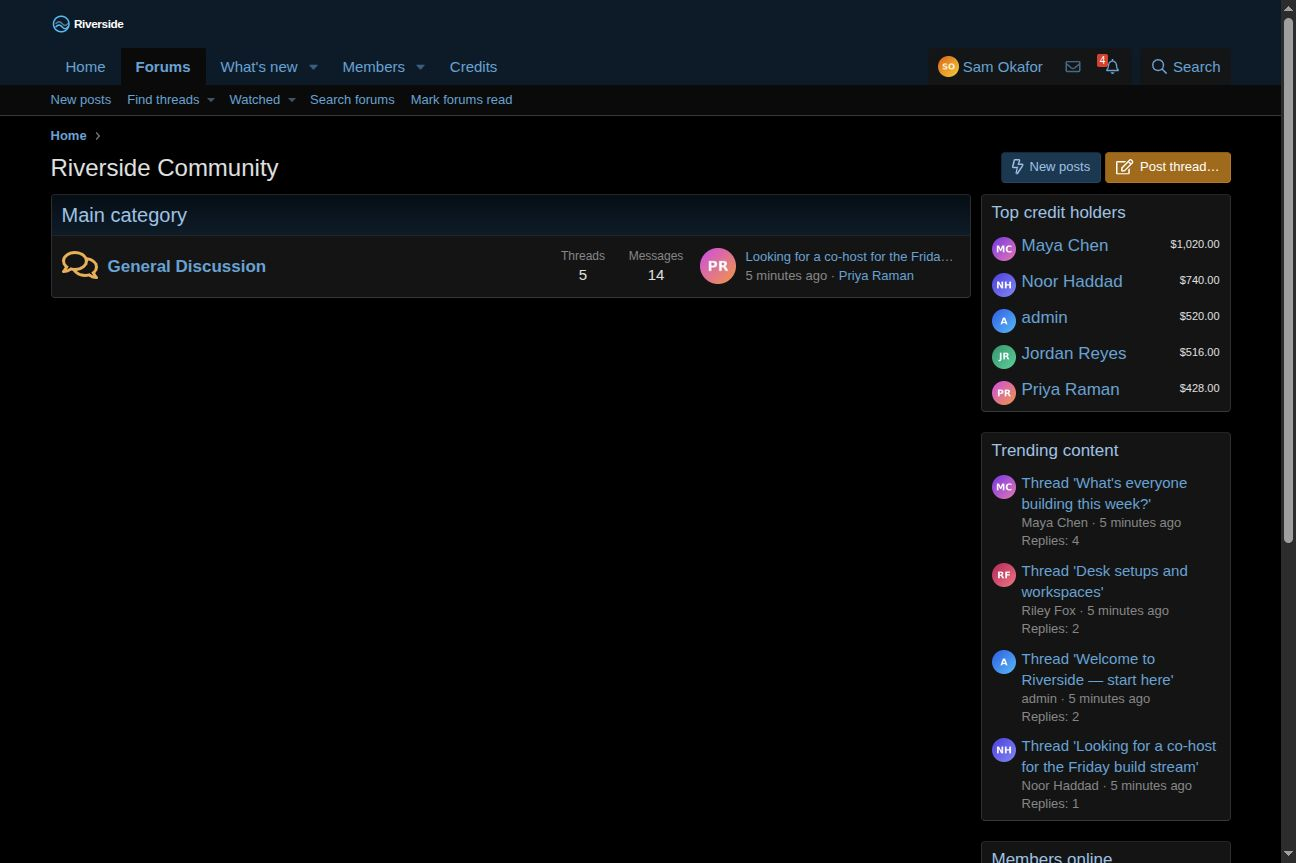 Riverside
Home Forums What's new Members Credits
SO Sam Okafor 4 Search
New posts Find threads Watched Search forums Mark forums read
Home
Riverside Community
New posts Post thread…
Main category
General Discussion
Threads
5
Messages
14
PR
Looking for a co-host for the Frida…
5 minutes ago · Priya Raman
Top credit holders
MC Maya Chen $1,020.00
NH Noor Haddad $740.00
A admin $520.00
JR Jordan Reyes $516.00
PR Priya Raman $428.00
Trending content
MC Thread 'What's everyone
building this week?'
Maya Chen · 5 minutes ago
Replies: 4
RF Thread 'Desk setups and
workspaces'
Riley Fox · 5 minutes ago
Replies: 2
A Thread 'Welcome to
Riverside — start here'
admin · 5 minutes ago
Replies: 2
NH Thread 'Looking for a co-host
for the Friday build stream'
Noor Haddad · 5 minutes ago
Replies: 1
Members online